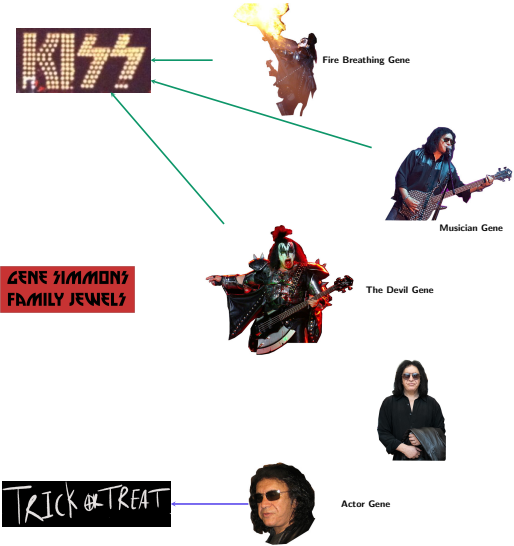 KISS
Fire Breathing Gene
Musician Gene
The Devil Gene
GENE SIMMONS
FAMILY JEWELS
TRICK OR TREAT
Actor Gene